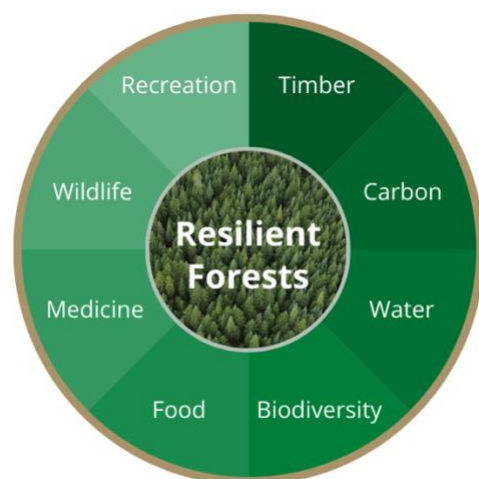 Recreation
Timber
Wildlife
Carbon
Resilient
Forests
Medicine
Water
Food
Biodiversity